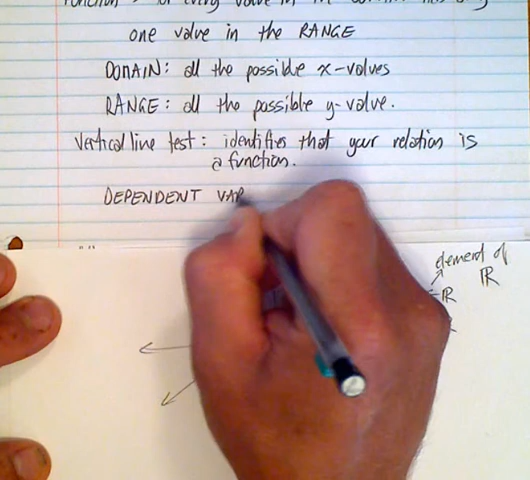 one value in the RANGE
DOMAIN: all the possible x-values
RANGE: all the possible y-value.
Vertical line test: identifies that your relation is
a function.
DEPENDENT VAR
element of
ℝ
ℝ